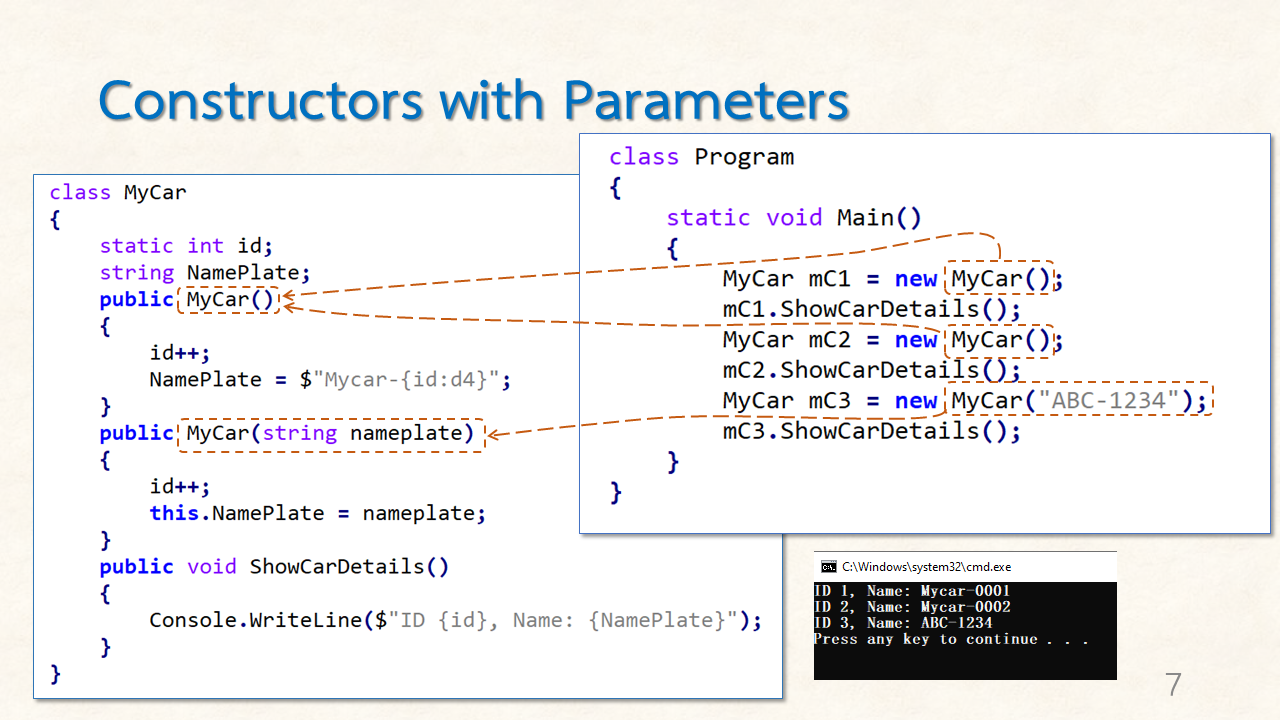 Constructors with Parameters
class MyCar
{
    static int id;
    string NamePlate;
    public MyCar()
    {
        id++;
        NamePlate = $"Mycar-{id:d4}";
    }
    public MyCar(string nameplate)
    {
        id++;
        this.NamePlate = nameplate;
    }
    public void ShowCarDetails()
    {
        Console.WriteLine($"ID {id}, Name: {NamePlate}");
    }
}
class Program
{
    static void Main()
    {
        MyCar mC1 = new MyCar();
        mC1.ShowCarDetails();
        MyCar mC2 = new MyCar();
        mC2.ShowCarDetails();
        MyCar mC3 = new MyCar("ABC-1234");
        mC3.ShowCarDetails();
    }
}
C:\Windows\system32\cmd.exe
ID 1, Name: Mycar-0001
ID 2, Name: Mycar-0002
ID 3, Name: ABC-1234
Press any key to continue . . .
7